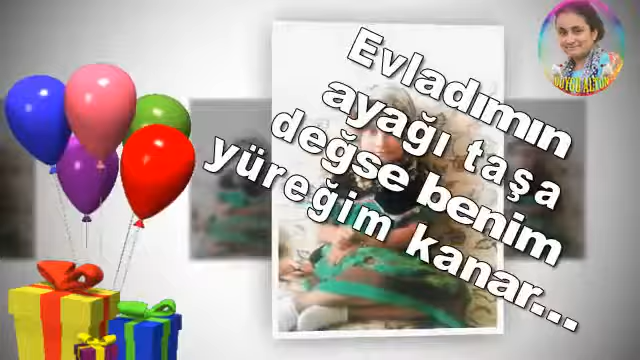 Evladımın
ayağı taşa
değse benim
yüreğim kanar...
DUYGU ALTUN